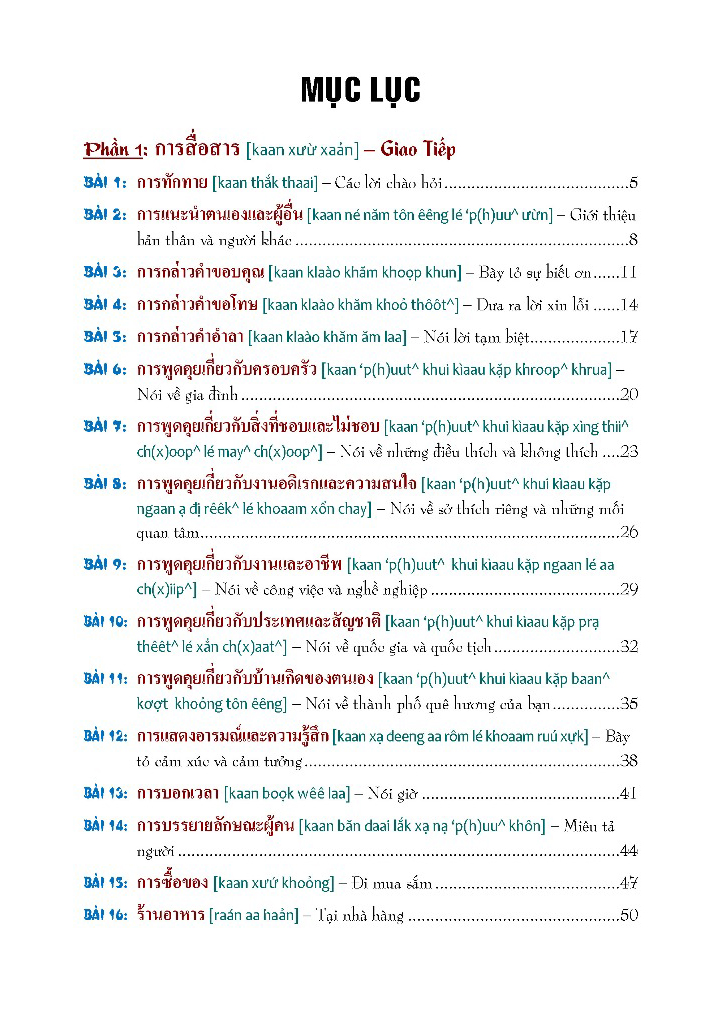 MỤC LỤC
Phần 1: การสื่อสาร [kaan xưừ xaản] – Giao Tiếp
BÀI 1: การทักทาย [kaan thắk thaai] – Các lời chào hỏi........................................5
BÀI 2: การแนะนำตนเองและผู้อื่น [kaan né năm tôn êêng lé ‘p(h)uu^ ưừn] – Giới thiệu
bản thân và người khác ........................................................................8
BÀI 3: การกล่าวคำขอบคุณ [kaan klaào khăm khoọp khun] – Bày tỏ sự biết ơn......11
BÀI 4: การกล่าวคำขอโทษ [kaan klaào khăm khoỏ thôôt^] – Đưa ra lời xin lỗi ......14
BÀI 5: การกล่าวคำอำลา [kaan klaào khăm ăm laa] – Nói lời tạm biệt...................17
BÀI 6: การพูดคุยเกี่ยวกับครอบครัว [kaan ‘p(h)uut^ khui kìaau kặp khroop^ khrua] –
Nói về gia đình...................................................................................20
BÀI 7: การพูดคุยเกี่ยวกับสิ่งที่ชอบและไม่ชอบ [kaan ‘p(h)uut^ khui kìaau kặp xìng thii^
ch(x)oop^ lé may^ ch(x)oop^] – Nói về những điều thích và không thích ....23
BÀI 8: การพูดคุยเกี่ยวกับงานอดิเรกและความสนใจ [kaan ‘p(h)uut^ khui kìaau kặp
ngaan ạ đị rêêk^ lé khoaam xổn chay] – Nói về sở thích riêng và những mối
quan tâm...........................................................................................26
BÀI 9: การพูดคุยเกี่ยวกับงานและอาชีพ [kaan ‘p(h)uut^ khui kìaau kặp ngaan lé aa
ch(x)iip^] – Nói về công việc và nghề nghiệp ........................................29
BÀI 10: การพูดคุยเกี่ยวกับประเทศและสัญชาติ [kaan ‘p(h)uut^ khui kìaau kặp prạ
thêêt^ lé xẳn ch(x)aat^] – Nói về quốc gia và quốc tịch...........................32
BÀI 11: การพูดคุยเกี่ยวกับบ้านเกิดของตนเอง [kaan ‘p(h)uut^ khui kìaau kặp baan^
kơợt khoỏng tôn êêng] – Nói về thành phố quê hương của bạn...............35
BÀI 12: การแสดงอารมณ์และความรู้สึก [kaan xạ deeng aa rôm lé khoaam ruú xựk] – Bày
tỏ cảm xúc và cảm tưởng......................................................................38
BÀI 13: การบอกเวลา [kaan boọk wêê laa] – Nói giờ ...........................................41
BÀI 14: การบรรยายลักษณะผู้คน [kaan băn daai lắk xạ nạ ‘p(h)uu^ khôn] – Miêu tả
người ................................................................................................44
BÀI 15: การซื้อของ [kaan xưứ khoỏng] – Đi mua sắm........................................47
BÀI 16: ร้านอาหาร [raán aa haản] – Tại nhà hàng ..............................................50